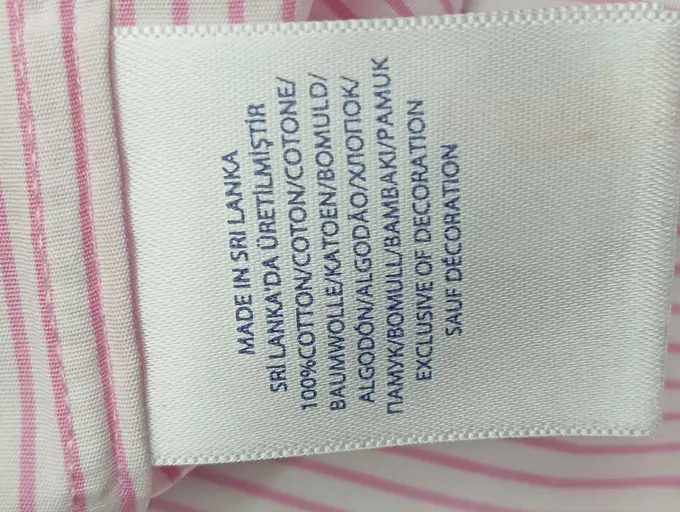 MADE IN SRI LANKA
SRİ LANKA'DA ÜRETİLMİŞTİR
100%COTTON/COTON/COTONE/
BAUMWOLLE/KATOEN/BOMULD/
ALGODÓN/ALGODÃO/ХЛОПОК/
ПАМУК/BOMULL/BAMBAKI/PAMUK
EXCLUSIVE OF DECORATION
SAUF DÉCORATION